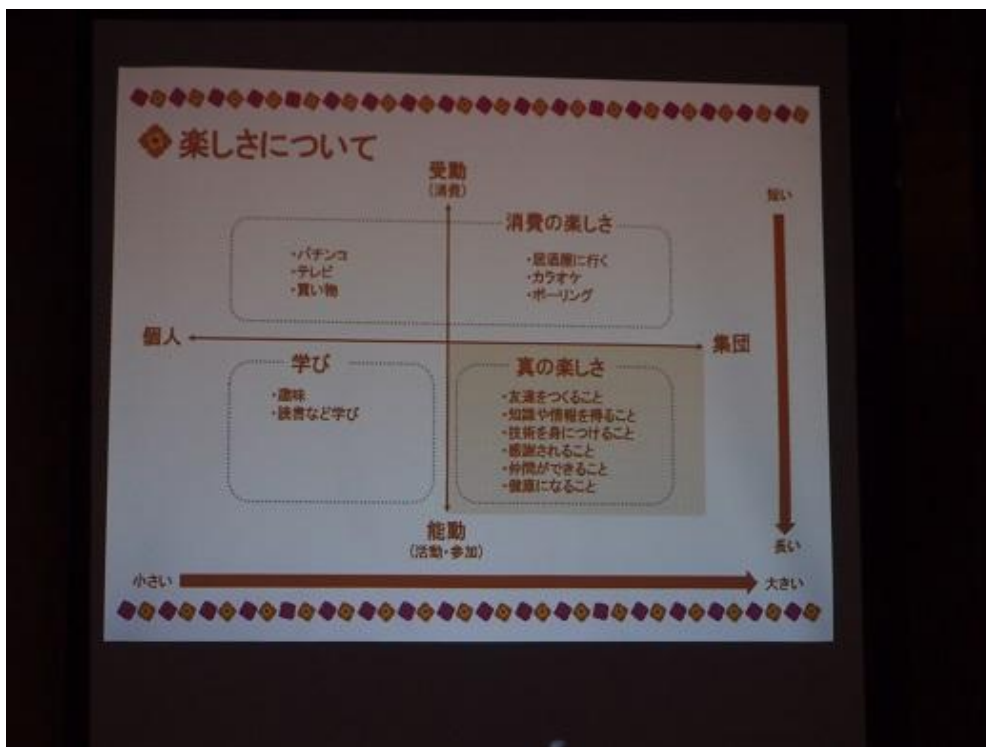 楽しさについて
受動
(消費)
短い
消費の楽しさ
・パチンコ
・テレビ
・買い物
・居酒屋に行く
・カラオケ
・ボーリング
個人
集団
学び
・趣味
・読書など学び
真の楽しさ
・友達をつくること
・知識や情報を得ること
・技術を身につけること
・感謝されること
・仲間ができること
・健康になること
能動
(活動・参加)
長い
小さい
大きい